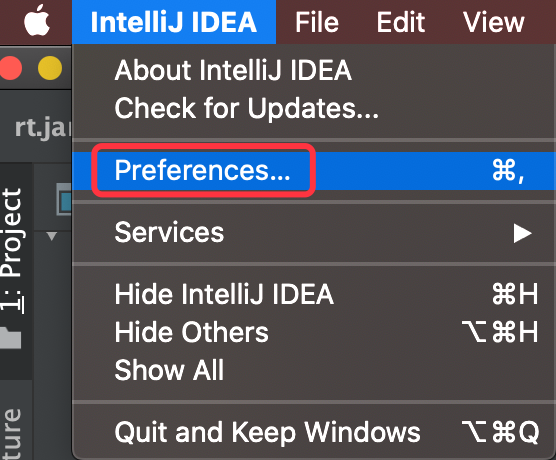 IntelliJ IDEA File Edit View
About IntelliJ IDEA
Check for Updates...
rt.jar
Preferences... ⌘,
1: Project
Services ▶
Hide IntelliJ IDEA ⌘H
Hide Others ⌥⌘H
Show All
Quit and Keep Windows ⌥⌘Q